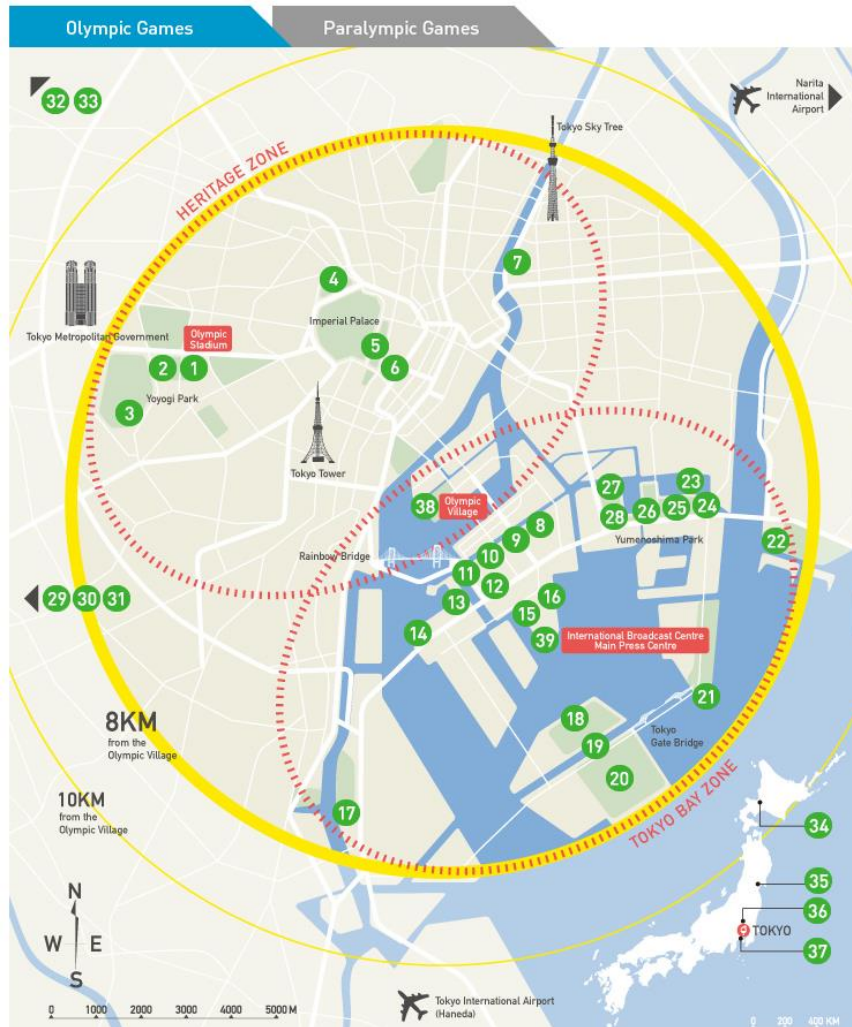 Olympic Games
Paralympic Games
32 33
Narita
International
Airport
Tokyo Sky Tree
HERITAGE ZONE
7
4
Imperial Palace
Tokyo Metropolitan Government
Olympic
Stadium
5
6
2 1
Yoyogi Park
3
Tokyo Tower
38
Olympic
Village
27
23
28 26 25 24
Yumenoshima Park
22
8
9
10
Rainbow Bridge
11
12
13
14
29 30 31
16
15
39
International Broadcast Centre
Main Press Centre
21
18
19
20
Tokyo
Gate Bridge
8KM
from the
Olympic Village
10KM
from the
Olympic Village
17
TOKYO BAY ZONE
34
35
36
TOKYO
37
N
W E
S
0 1000 2000 3000 4000 5000 M
Tokyo International Airport
(Haneda)
0 200 400 KM